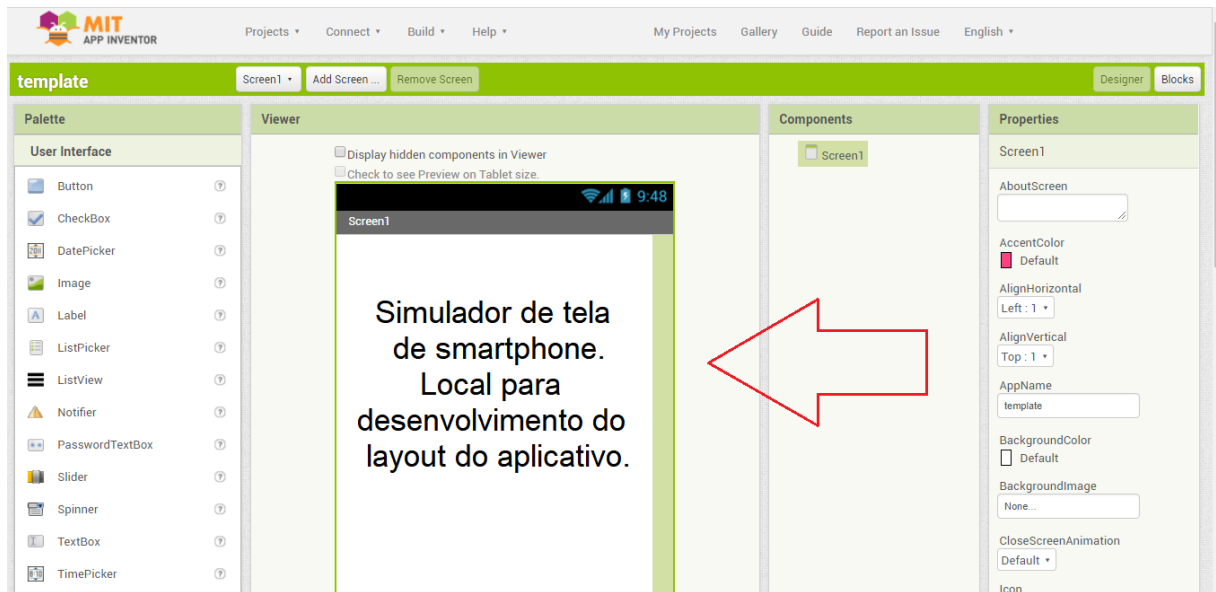 MIT
APP INVENTOR
Projects
Connect
Build
Help
My Projects
Gallery
Guide
Report an Issue
English
template
Screen1
Add Screen ...
Remove Screen
Designer
Blocks
Palette
User Interface
Button
CheckBox
DatePicker
Image
Label
ListPicker
ListView
Notifier
PasswordTextBox
Slider
Spinner
TextBox
TimePicker
Viewer
Display hidden components in Viewer
Check to see Preview on Tablet size.
9:48
Screen1
Simulador de tela
de smartphone.
Local para
desenvolvimento do
layout do aplicativo.
Components
Screen1
Properties
Screen1
AboutScreen
AccentColor
Default
AlignHorizontal
Left : 1
AlignVertical
Top : 1
AppName
template
BackgroundColor
Default
BackgroundImage
None...
CloseScreenAnimation
Default
Icon